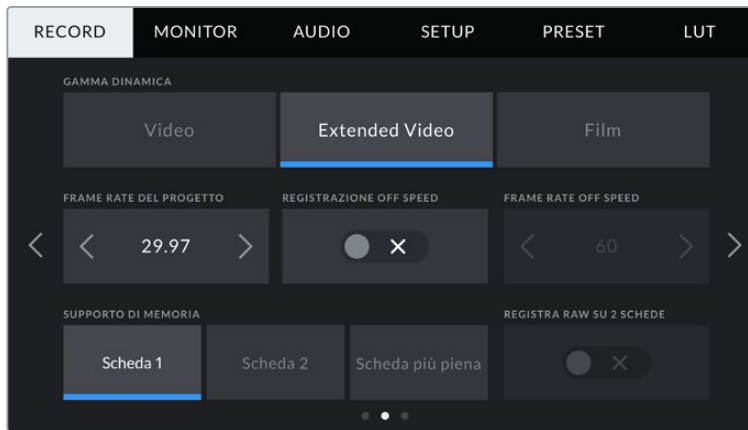 RECORD MONITOR AUDIO SETUP PRESET LUT
GAMMA DINAMICA
Video Extended Video Film
FRAME RATE DEL PROGETTO REGISTRAZIONE OFF SPEED FRAME RATE OFF SPEED
29.97 60
SUPPORTO DI MEMORIA REGISTRA RAW SU 2 SCHEDE
Scheda 1 Scheda 2 Scheda più piena